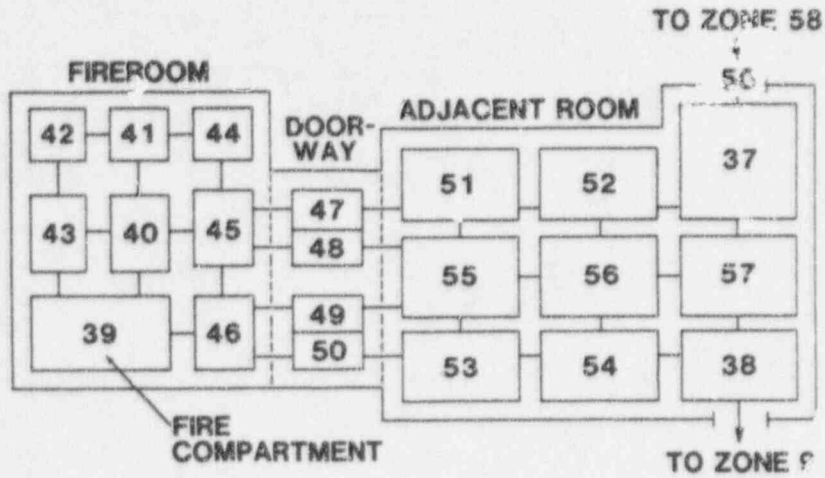 TO ZONE 58
FIREROOM
DOOR-
WAY
ADJACENT ROOM
42 41 44
51 52 37
43 40 45
47
48
55 56 57
39 46
49
50
53 54 38
FIRE
COMPARTMENT
TO ZONE